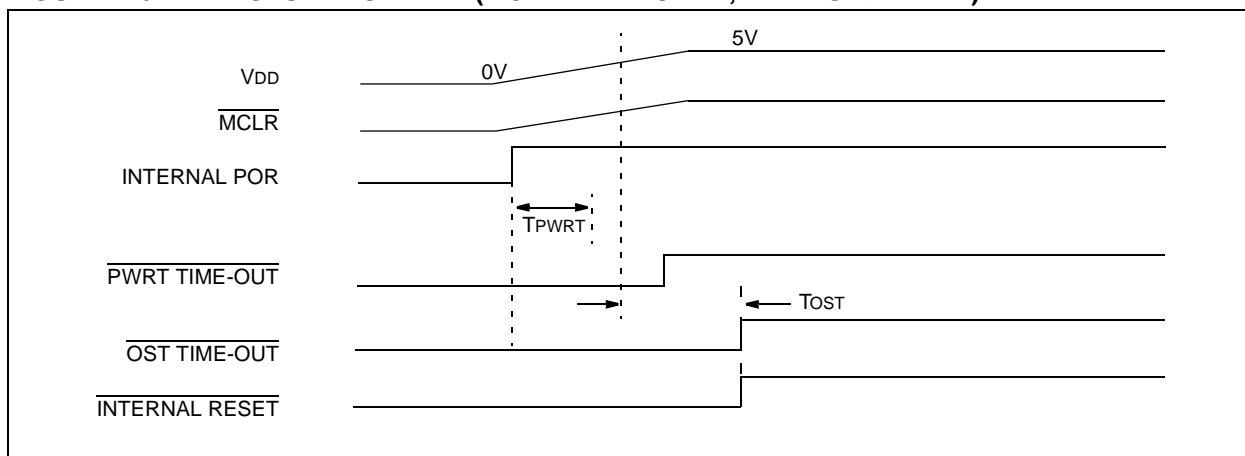 5V
0V
VDD
MCLR
INTERNAL POR
TPWRT
PWRT TIME-OUT
TOST
OST TIME-OUT
INTERNAL RESET